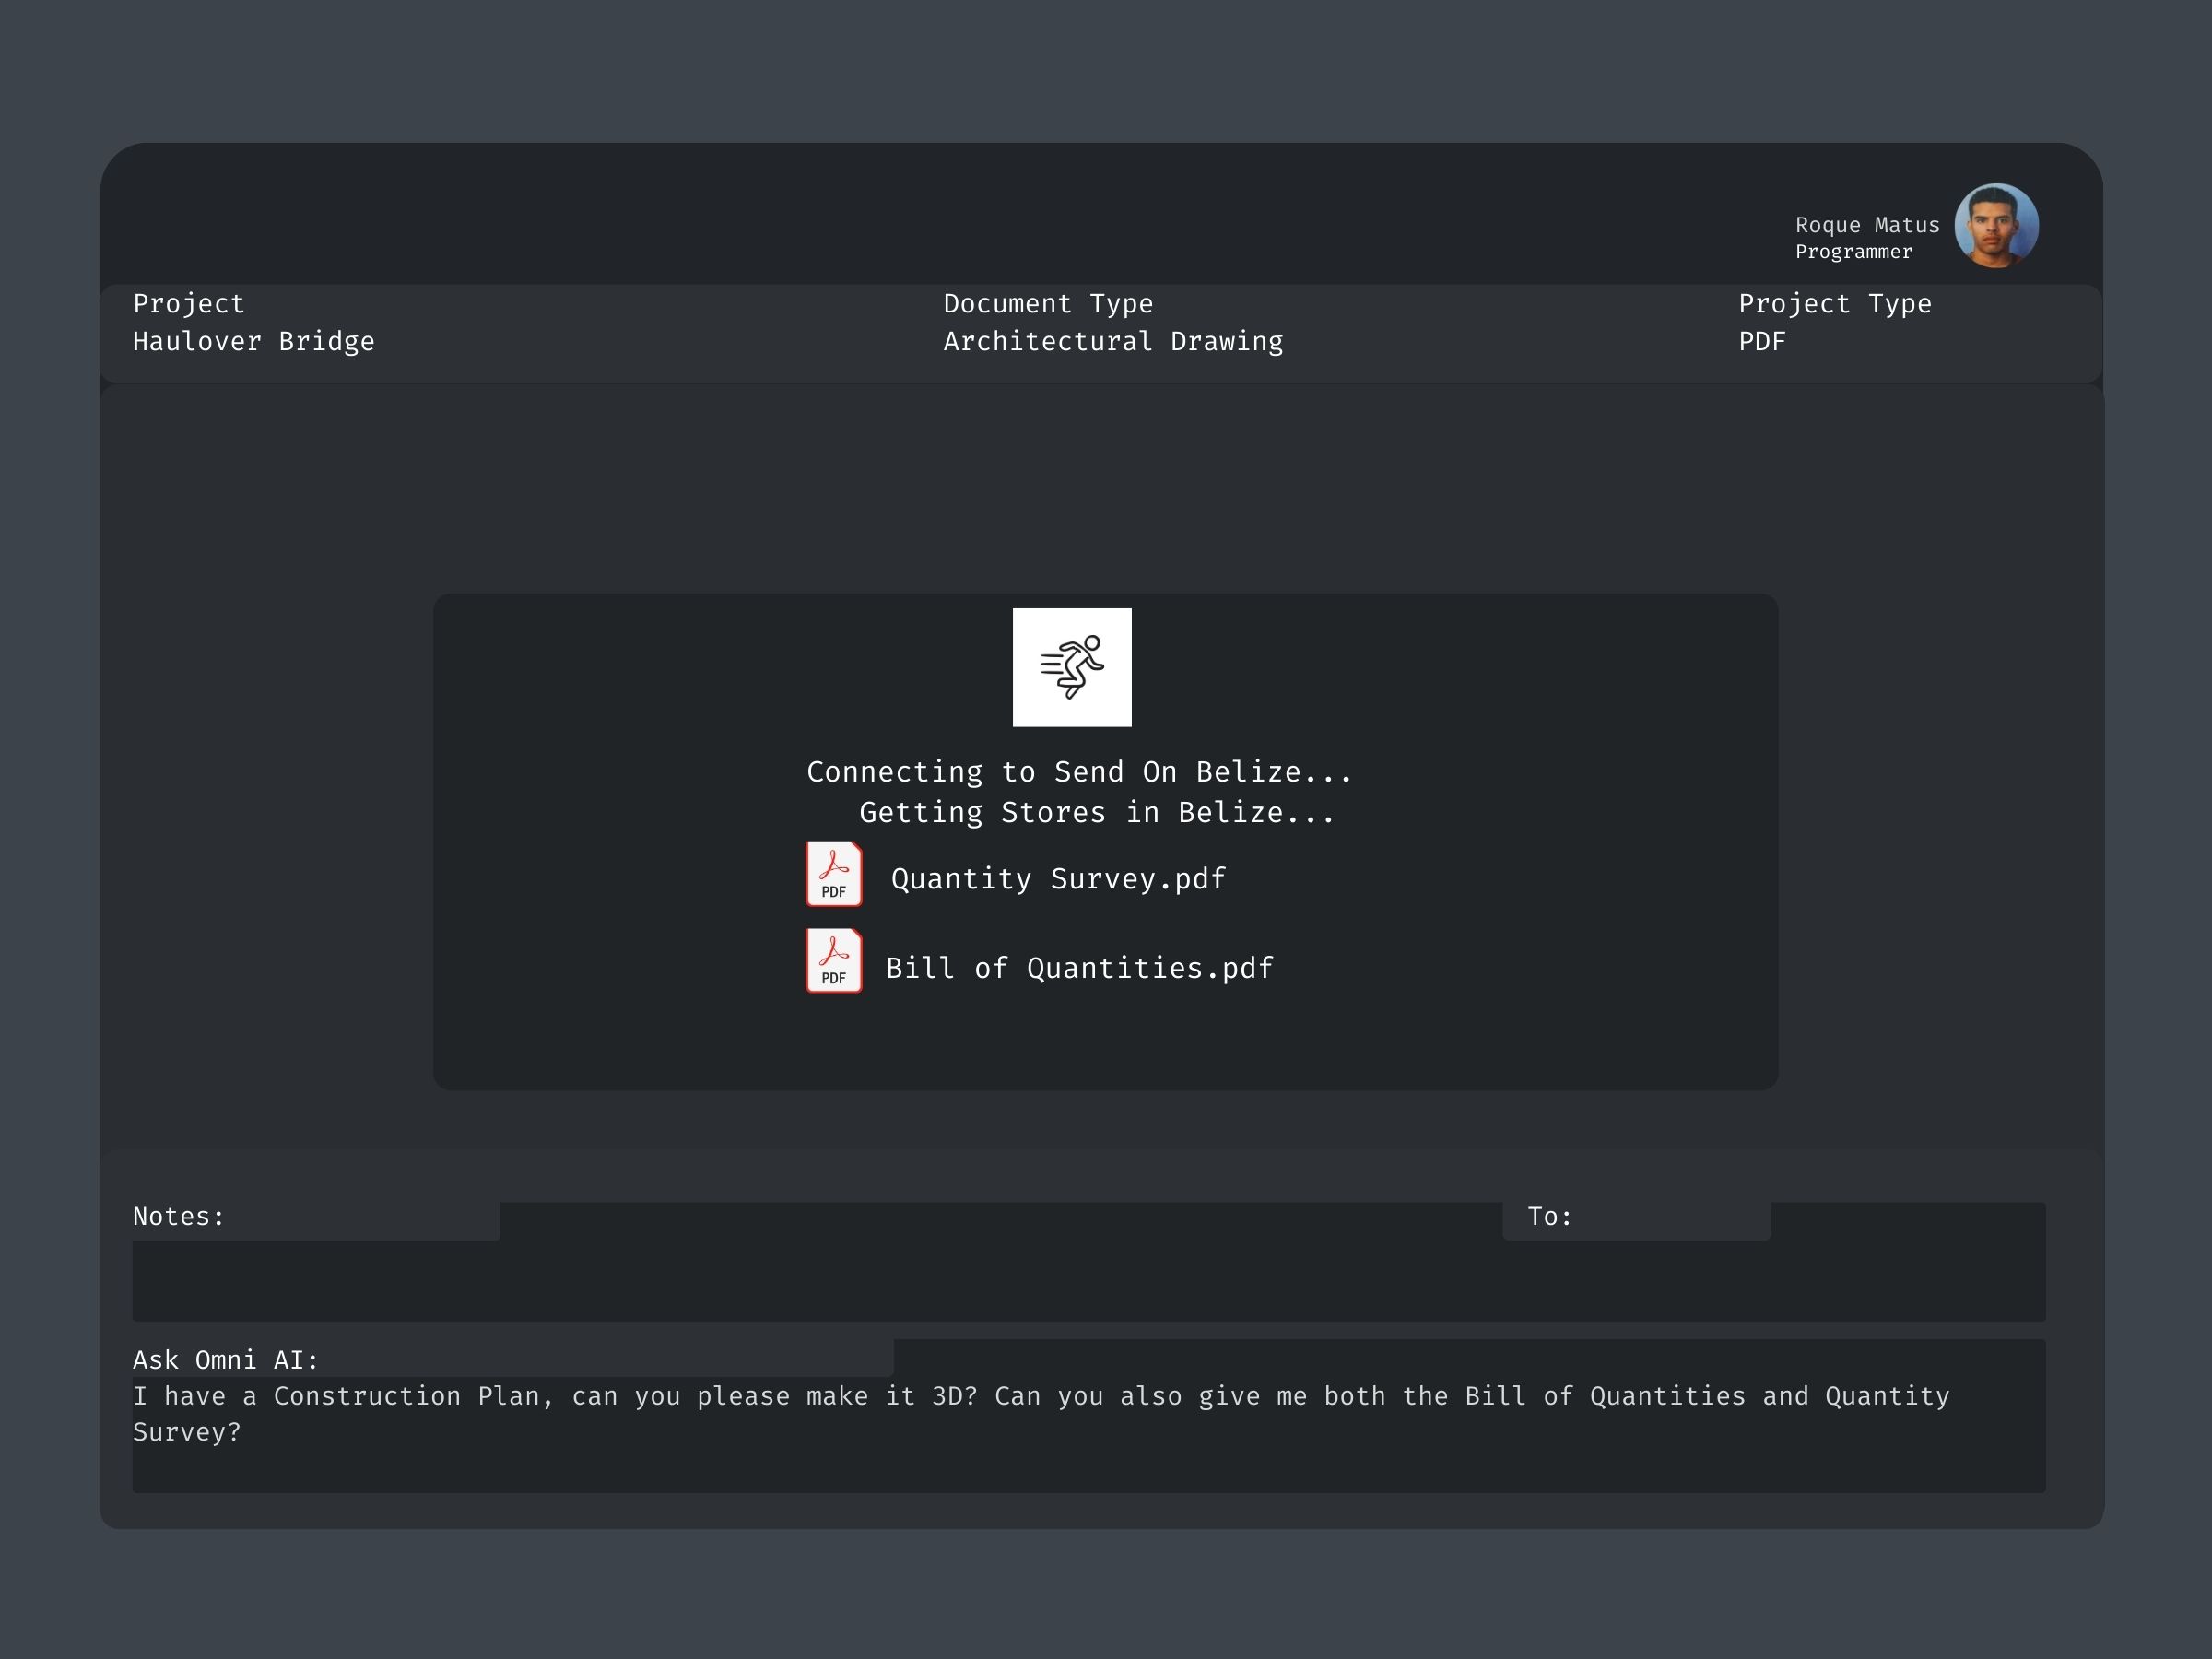 Roque Matus
Programmer
Project
Haulover Bridge
Document Type
Architectural Drawing
Project Type
PDF
Connecting to Send On Belize...
Getting Stores in Belize...
PDF
Quantity Survey.pdf
PDF
Bill of Quantities.pdf
Notes:
To:
Ask Omni AI:
I have a Construction Plan, can you please make it 3D? Can you also give me both the Bill of Quantities and Quantity
Survey?